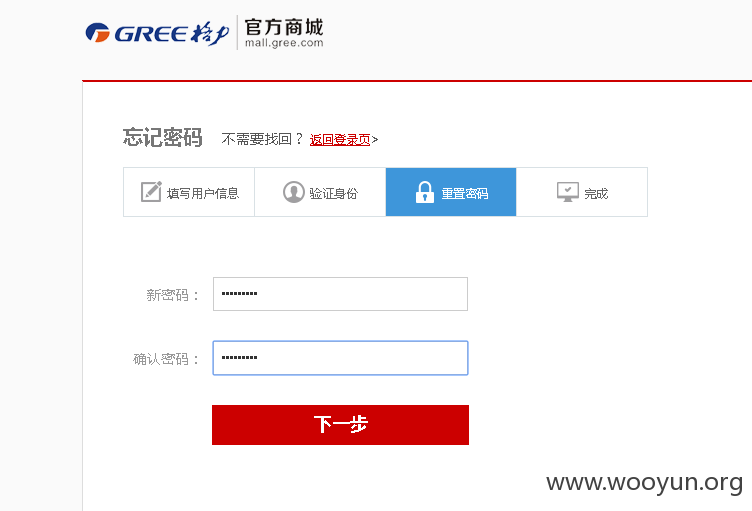 GREE 格力 官方商城
mall.gree.com
忘记密码 不需要找回？ 返回登录页>
填写用户信息 验证身份 重置密码 完成
新密码： •••••••••
确认密码： •••••••••
下一步
www.wooyun.org